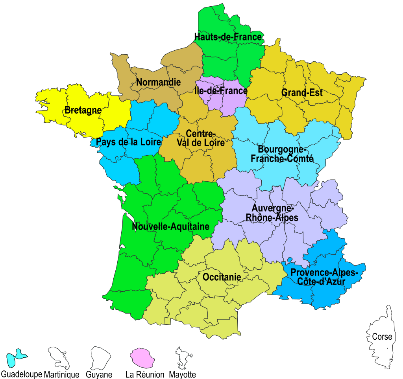 Hauts-de-France
Normandie
Île-de-France
Grand-Est
Bretagne
Pays de la Loire
Centre-
Val de Loire
Bourgogne-
Franche-Comté
Auvergne-
Rhône-Alpes
Nouvelle-Aquitaine
Occitanie
Provence-Alpes-
Côte-d'Azur
Corse
Guadeloupe
Martinique
Guyane
La Réunion
Mayotte